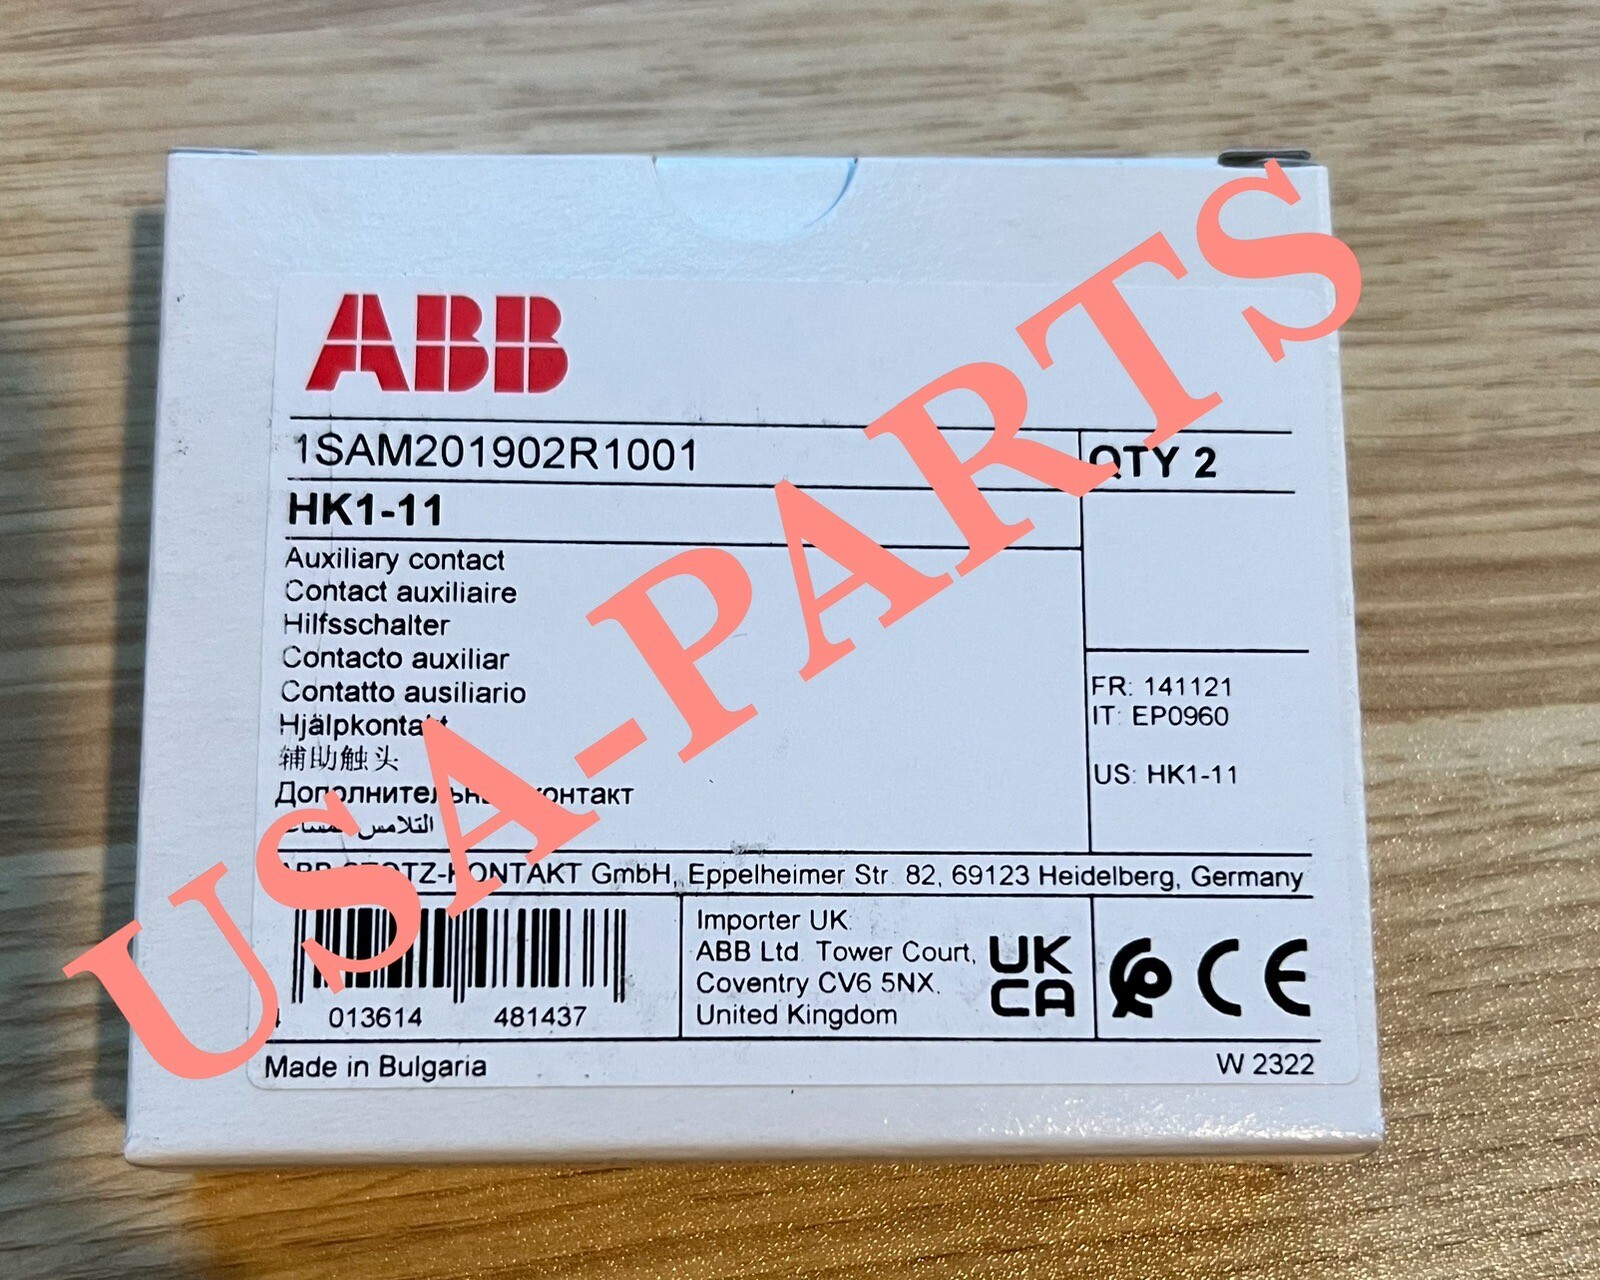 ABB
1SAM201902R1001
QTY 2
HK1-11
Auxiliary contact
Contact auxiliaire
Hilfsschalter
Contacto auxiliar
Contatto ausiliario
辅助触头
контакт
التلامس
FR: 141121
IT: EP0960
US: HK1-11
GmbH, Eppelheimer Str. 82, 69123 Heidelberg, Germany
013614 481437
Importer UK:
ABB Ltd. Tower Court,
Coventry CV6 5NX,
United Kingdom
UK
CA
CE
Made in Bulgaria
W 2322
USA-PARTS